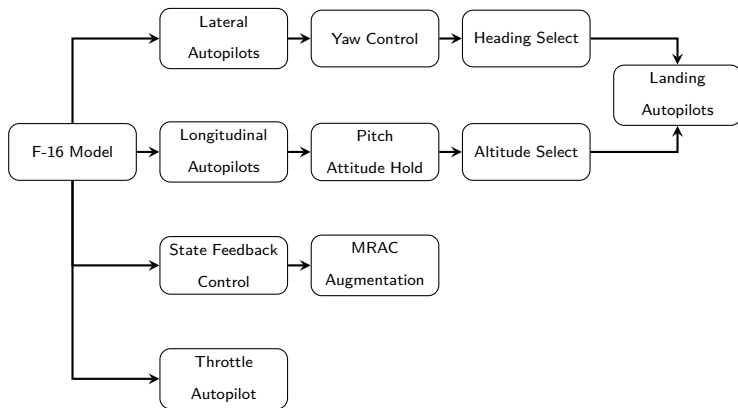 Lateral
Autopilots
Yaw Control
Heading Select
Landing
Autopilots
F-16 Model
Longitudinal
Autopilots
Pitch
Attitude Hold
Altitude Select
State Feedback
Control
MRAC
Augmentation
Throttle
Autopilot